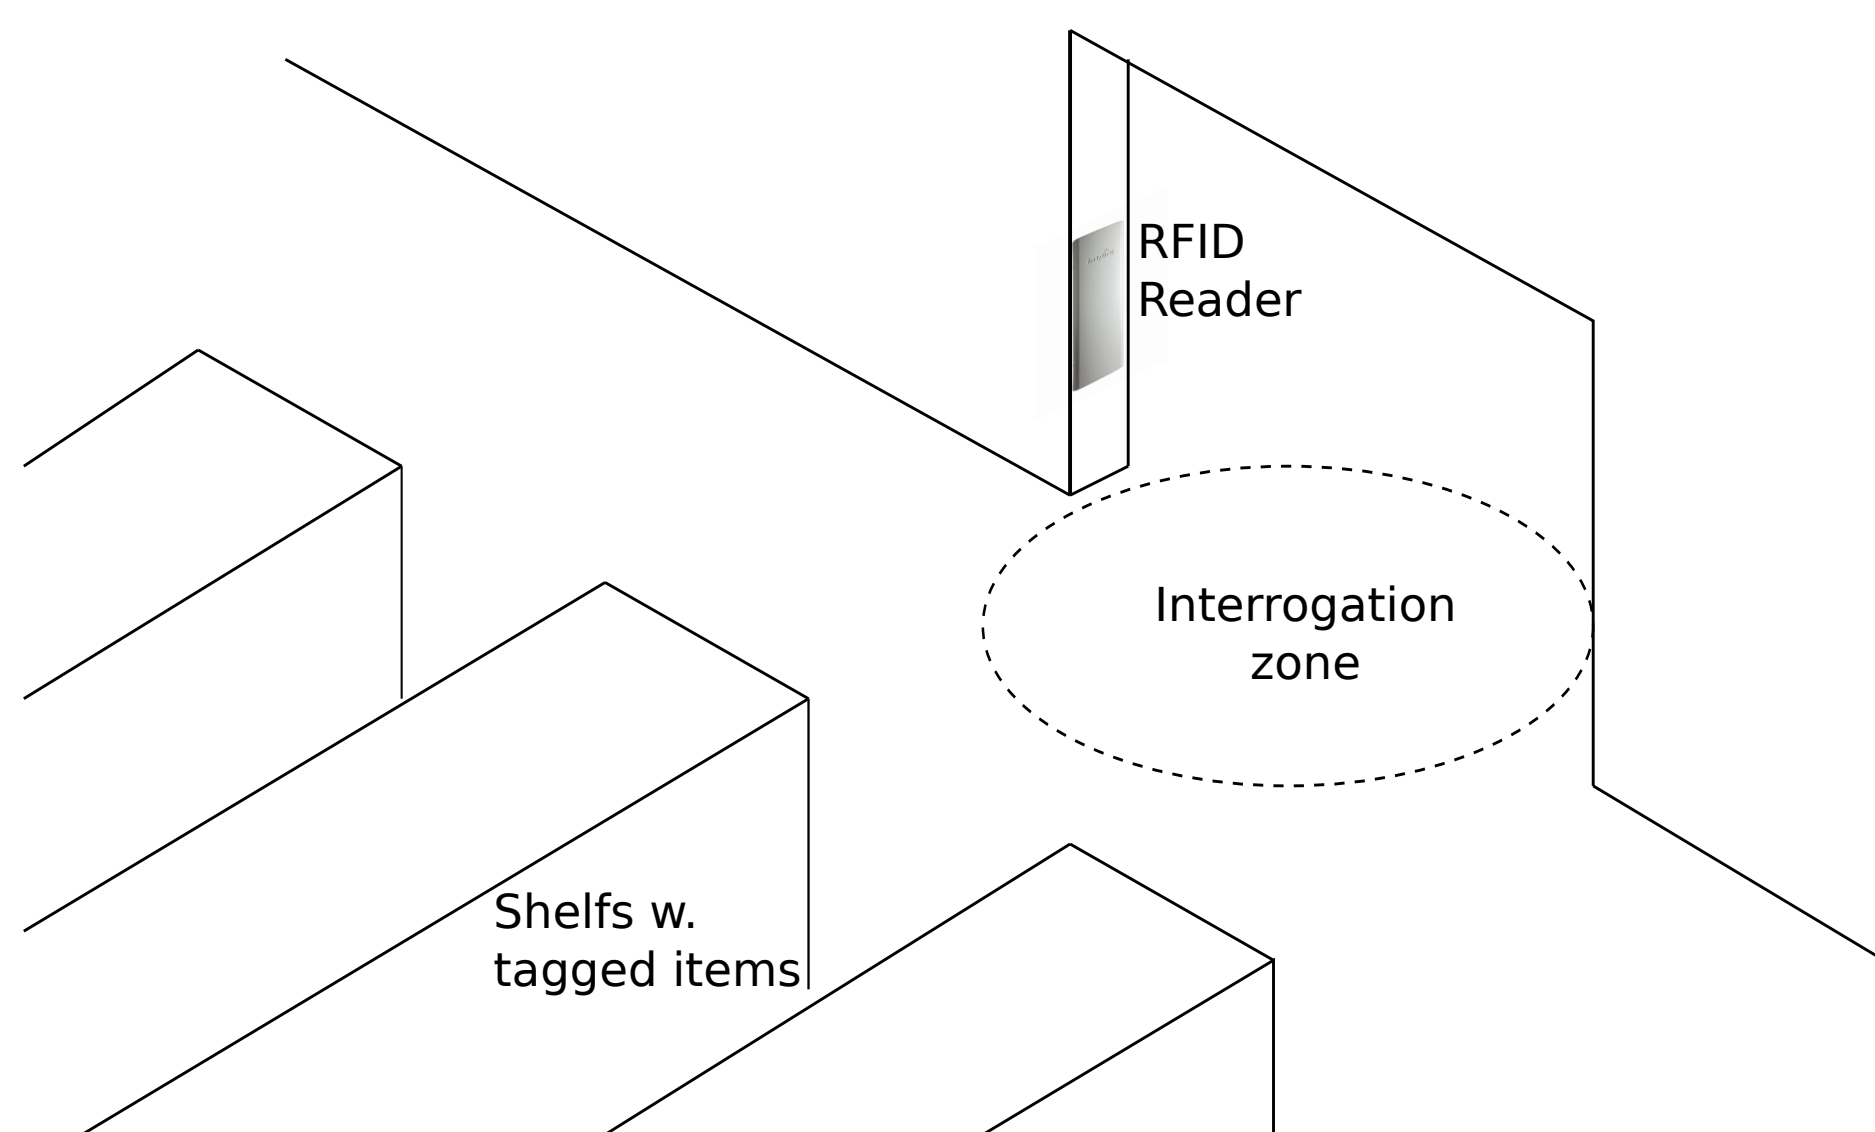 RFID
Reader
Interrogation
zone
Shelfs w.
tagged items